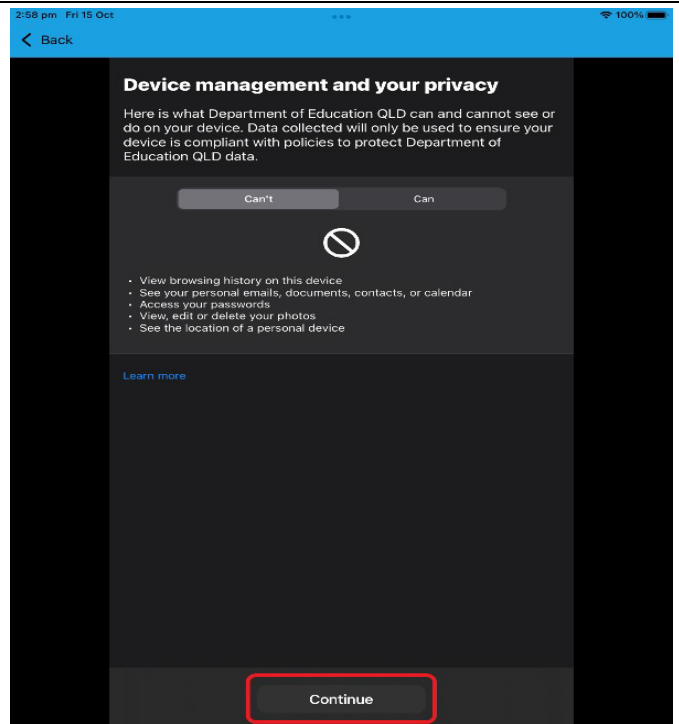 2:58 pm Fri 15 Oct
100%
Back
Device management and your privacy
Here is what Department of Education QLD can and cannot see or
do on your device. Data collected will only be used to ensure your
device is compliant with policies to protect Department of
Education QLD data.
Can't Can
• View browsing history on this device
• See your personal emails, documents, contacts, or calendar
• Access your passwords
• View, edit or delete your photos
• See the location of a personal device
Learn more
Continue